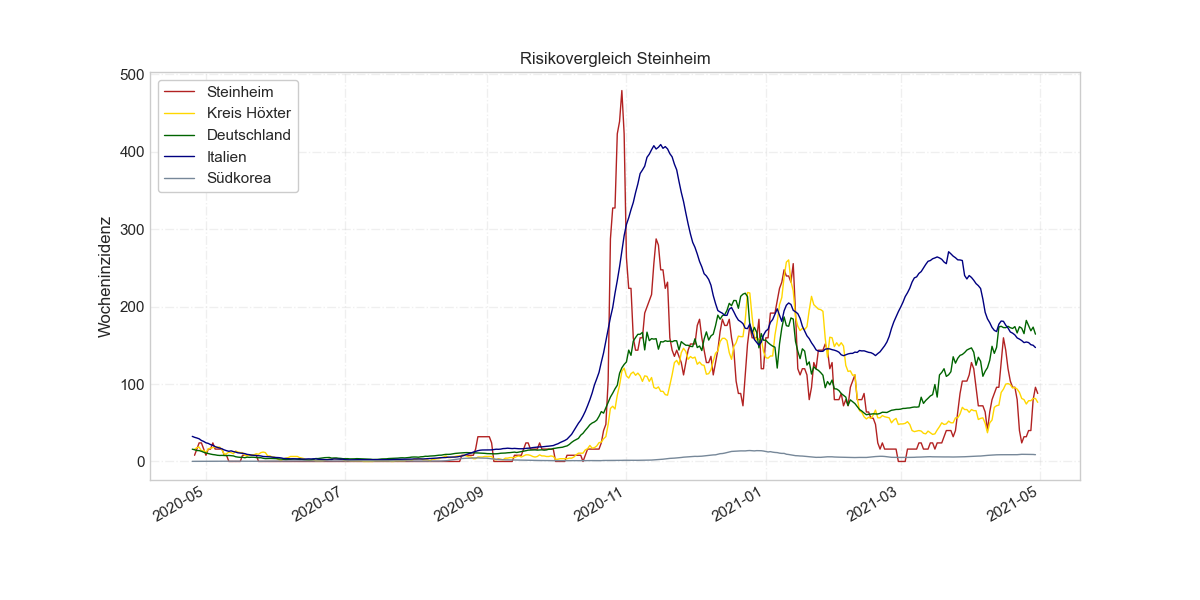 Risikovergleich Steinheim
Wocheninzidenz
500
400
300
200
100
0
Steinheim
Kreis Höxter
Deutschland
Italien
Südkorea
2020-05
2020-07
2020-09
2020-11
2021-01
2021-03
2021-05